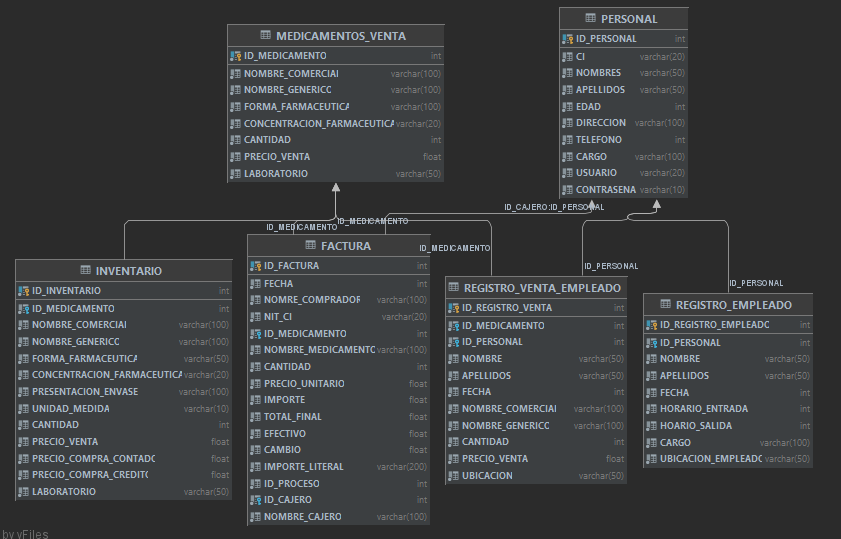 MEDICAMENTOS_VENTA
ID_MEDICAMENTO int
NOMBRE_COMERCIAL varchar(100)
NOMBRE_GENERICO varchar(100)
FORMA_FARMACEUTICA varchar(100)
CONCENTRACION_FARMACEUTICA varchar(20)
CANTIDAD int
PRECIO_VENTA float
LABORATORIO varchar(50)
PERSONAL
ID_PERSONAL int
CI varchar(20)
NOMBRES varchar(50)
APELLIDOS varchar(50)
EDAD int
DIRECCION varchar(100)
TELEFONO int
CARGO varchar(100)
USUARIO varchar(20)
CONTRASENA varchar(10)
ID_CAJERO:ID_PERSONAL
ID_MEDICAMENTO
ID_MEDICAMENTO
ID_MEDICAMENTO
ID_PERSONAL
ID_PERSONAL
INVENTARIO
ID_INVENTARIO int
ID_MEDICAMENTO int
NOMBRE_COMERCIAL varchar(100)
NOMBRE_GENERICO varchar(100)
FORMA_FARMACEUTICA varchar(50)
CONCENTRACION_FARMACEUTICA varchar(20)
PRESENTACION_ENVASE varchar(100)
UNIDAD_MEDIDA varchar(10)
CANTIDAD int
PRECIO_VENTA float
PRECIO_COMPRA_CONTADO float
PRECIO_COMPRA_CREDITO float
LABORATORIO varchar(50)
FACTURA
ID_FACTURA int
FECHA int
NOMRE_COMPRADOR varchar(100)
NIT_CI varchar(20)
ID_MEDICAMENTO int
NOMBRE_MEDICAMENTO varchar(100)
CANTIDAD int
PRECIO_UNITARIO float
IMPORTE float
TOTAL_FINAL float
EFECTIVO float
CAMBIO float
IMPORTE_LITERAL varchar(200)
ID_PROCESO int
ID_CAJERO int
NOMBRE_CAJERO varchar(100)
REGISTRO_VENTA_EMPLEADO
ID_REGISTRO_VENTA int
ID_MEDICAMENTO int
ID_PERSONAL int
NOMBRE varchar(50)
APELLIDOS varchar(50)
FECHA int
NOMBRE_COMERCIAL varchar(100)
NOMBRE_GENERICO varchar(100)
CANTIDAD int
PRECIO_VENTA float
UBICACION varchar(50)
REGISTRO_EMPLEADO
ID_REGISTRO_EMPLEADO int
ID_PERSONAL int
NOMBRE varchar(50)
APELLIDOS varchar(50)
FECHA int
HORARIO_ENTRADA int
HOARIO_SALIDA int
CARGO varchar(100)
UBICACION_EMPLEADO varchar(50)
by yFiles